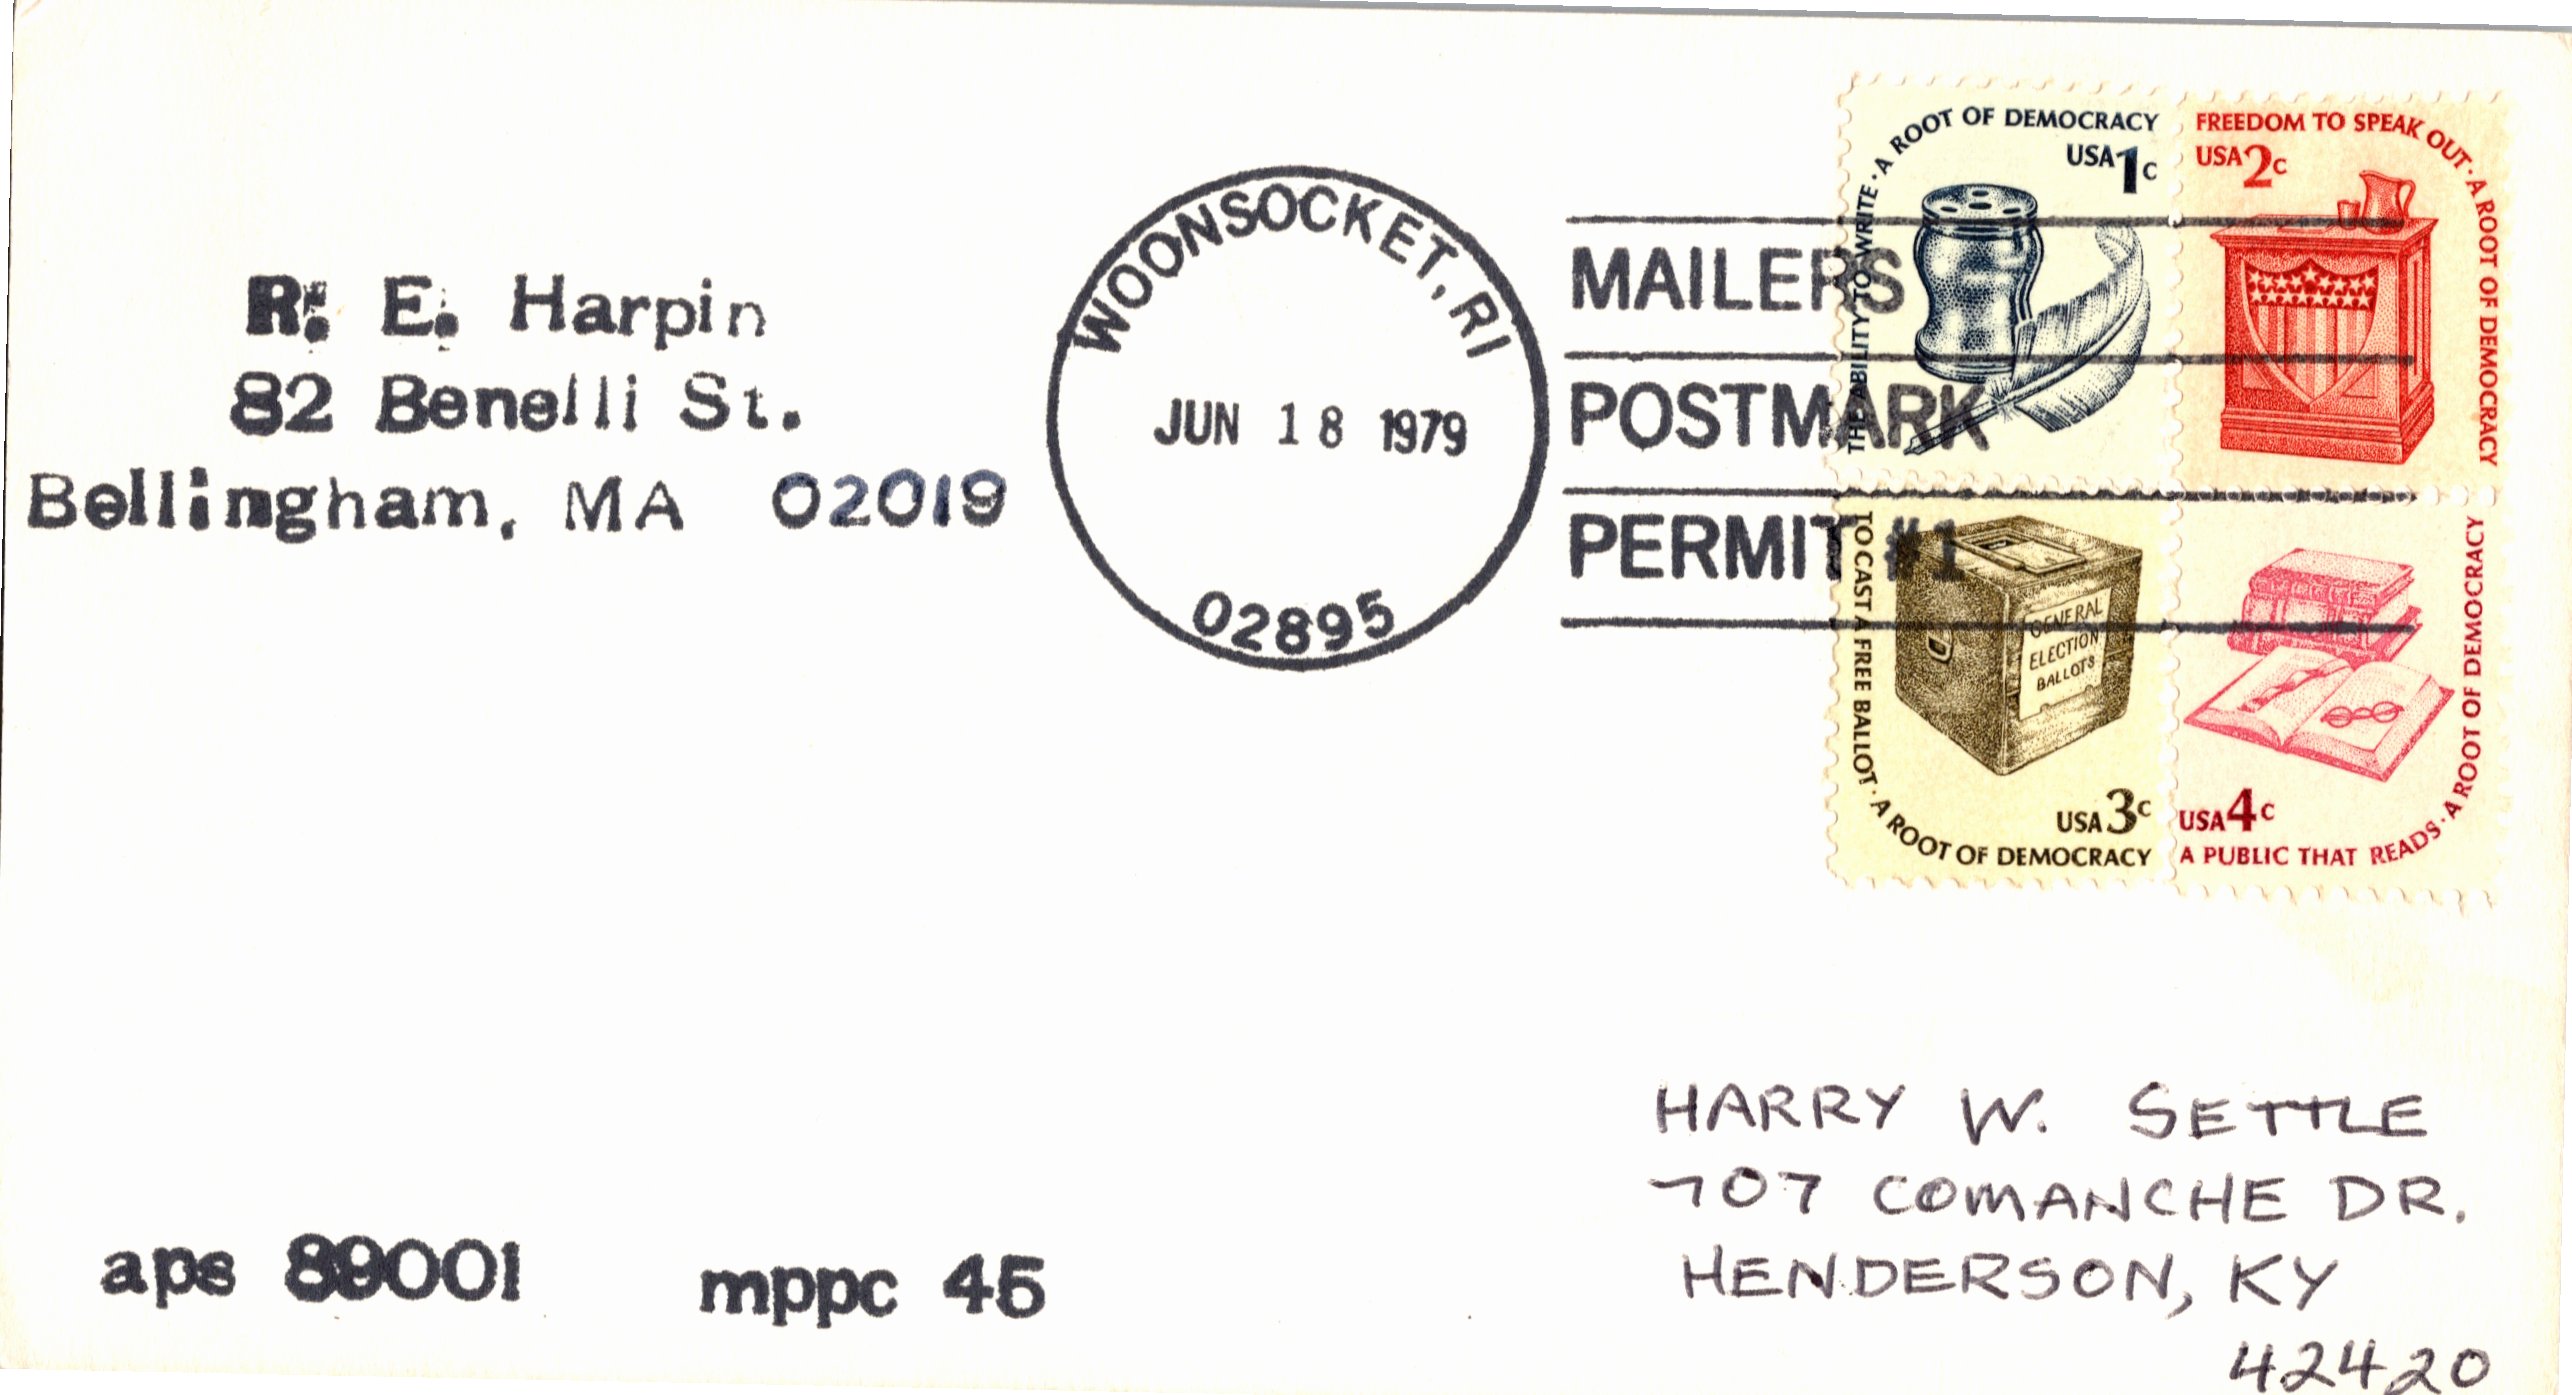 R. E. Harpin
82 Benelli St.
Bellingham, MA 02019
WOONSOCKET, RI
JUN 18 1979
02895
MAILERS
POSTMARK
PERMIT #1
THE ABILITY TO WRITE · A ROOT OF DEMOCRACY
USA 1c
FREEDOM TO SPEAK OUT · A ROOT OF DEMOCRACY
USA 2c
TO CAST A FREE BALLOT · A ROOT OF DEMOCRACY
GENERAL
ELECTION
BALLOTS
USA 3c
USA 4c
A PUBLIC THAT READS · A ROOT OF DEMOCRACY
HARRY W. SETTLE
707 COMANCHE DR.
HENDERSON, KY
42420
aps 89001 mppc 45